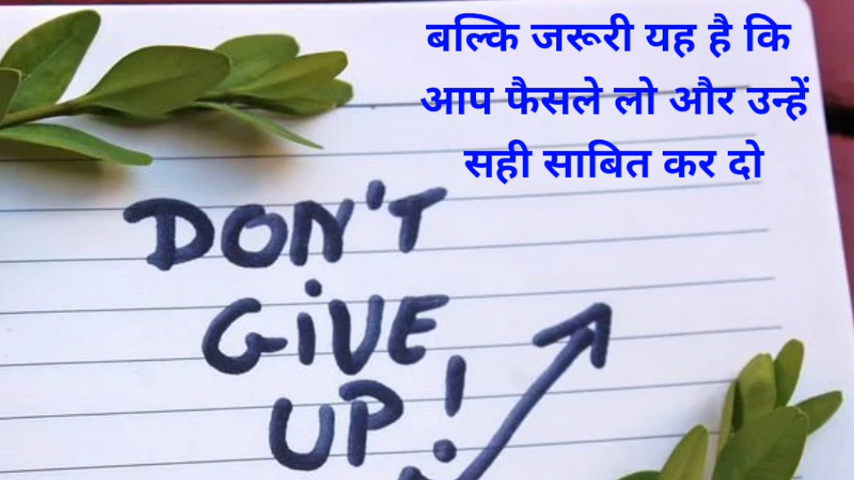 बल्कि जरूरी यह है कि
आप फैसले लो और उन्हें
सही साबित कर दो
DON'T
GiVE
UP!